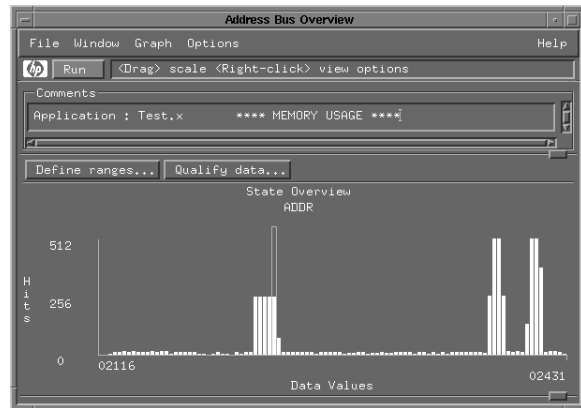 Address Bus Overview
File Window Graph Options Help
hp Run <Drag> scale <Right-click> view options
Comments
Application : Test.x **** MEMORY USAGE ****
Define ranges... Qualify data...
State Overview
ADDR
512
Hits
256
0
02116
02431
Data Values